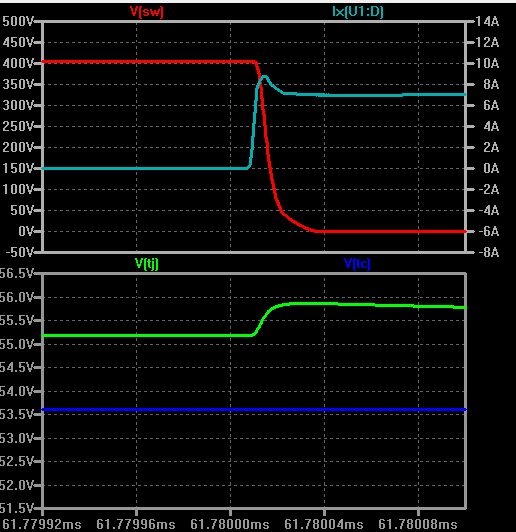 V(sw) Ix(U1:D)
500V 14A
450V 12A
400V 10A
350V 8A
300V 6A
250V 4A
200V 2A
150V 0A
100V -2A
50V -4A
0V -6A
-50V -8A
V(tj) V(tc)
56.5V
56.0V
55.5V
55.0V
54.5V
54.0V
53.5V
53.0V
52.5V
52.0V
51.5V
61.77992ms 61.77996ms 61.78000ms 61.78004ms 61.78008ms